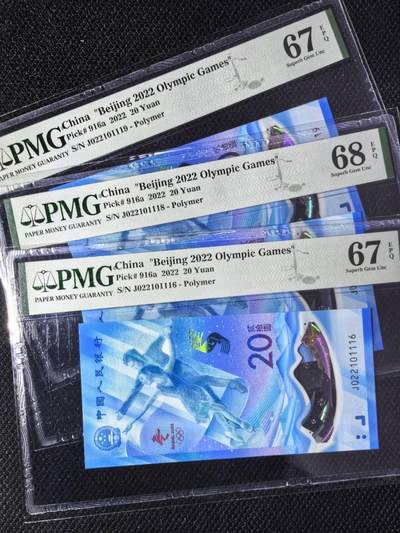 PMG
PAPER MONEY GUARANTY
China "Beijing 2022 Olympic Games"
Pick# 916a 2022 20 Yuan
S/N J022101119 - Polymer
67 EPQ
Superb Gem Unc
PMG
PAPER MONEY GUARANTY
China "Beijing 2022 Olympic Games"
Pick# 916a 2022 20 Yuan
S/N J022101118 - Polymer
68 EPQ
Superb Gem Unc
PMG
PAPER MONEY GUARANTY
China "Beijing 2022 Olympic Games"
Pick# 916a 2022 20 Yuan
S/N J022101116 - Polymer
67 EPQ
Superb Gem Unc
中国人民银行
20
贰拾圆
J022101116